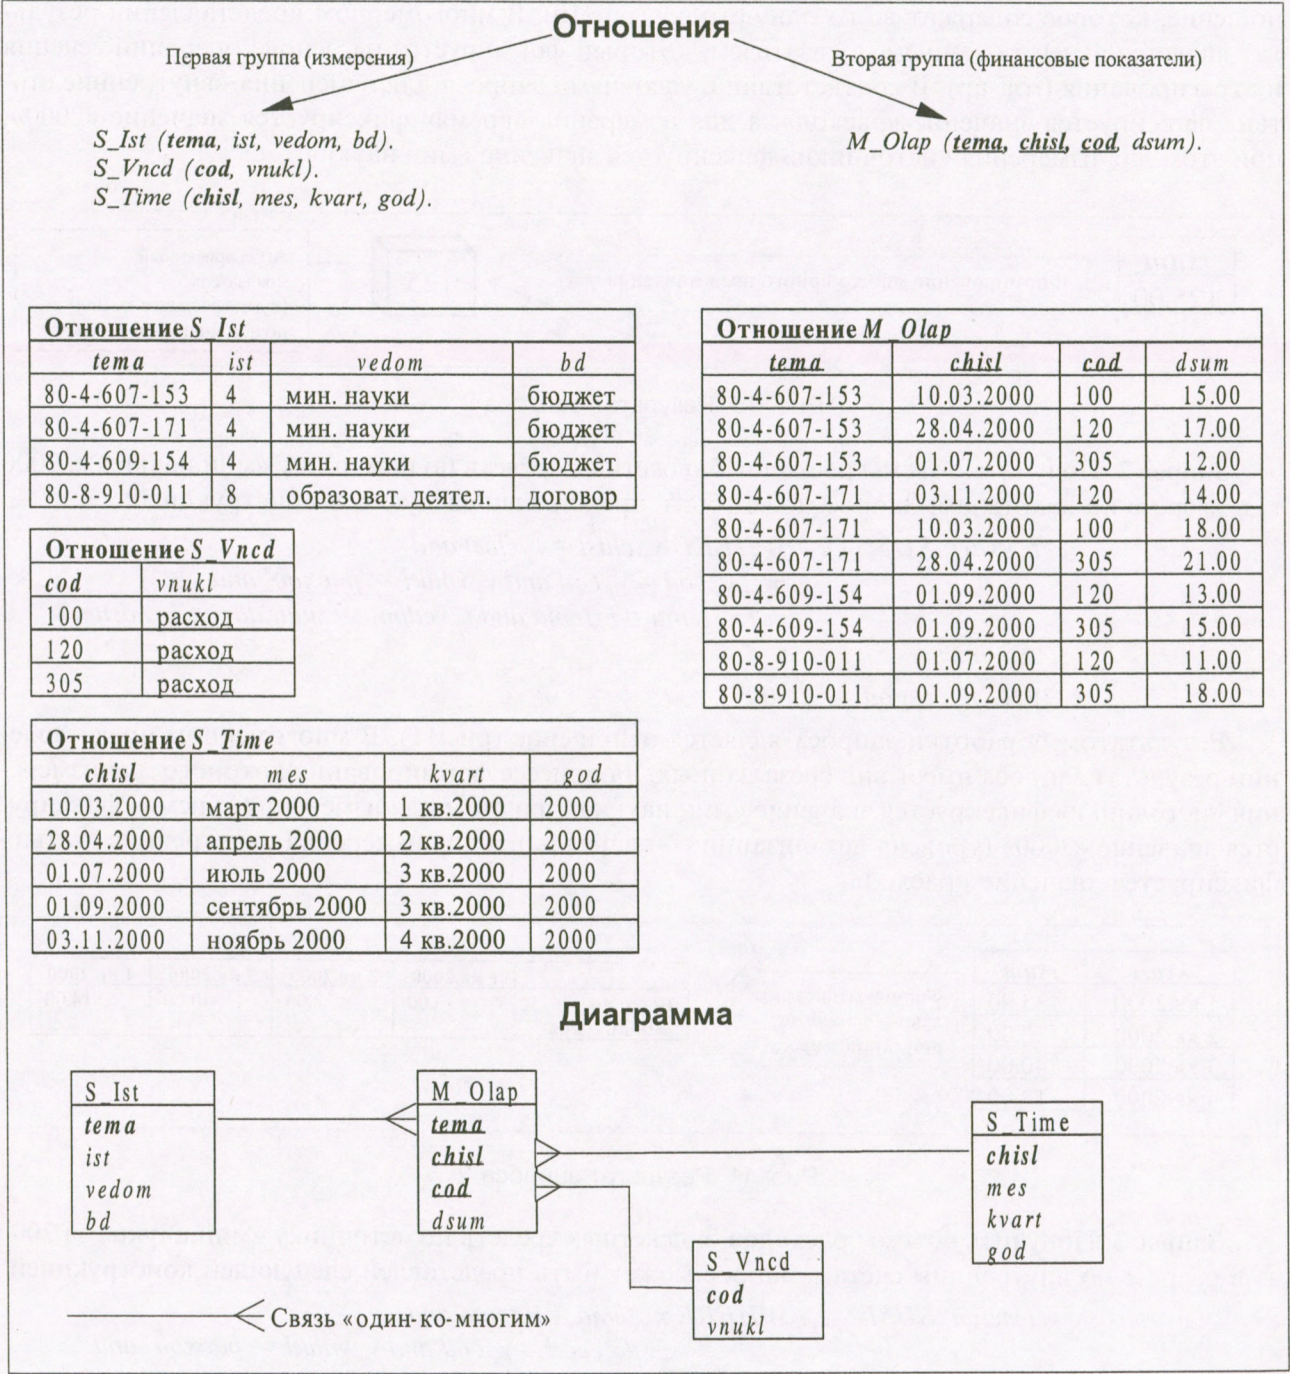 Отношения
Первая группа (измерения)
Вторая группа (финансовые показатели)
S_Ist (tema, ist, vedom, bd).
S_Vncd (cod, vnukl).
S_Time (chisl, mes, kvart, god).
M_Olap (tema, chisl, cod, dsum).
Отношение S_Ist
tema ist vedom bd
80-4-607-153 4 мин. науки бюджет
80-4-607-171 4 мин. науки бюджет
80-4-609-154 4 мин. науки бюджет
80-8-910-011 8 образоват. деятел. договор
Отношение S_Vncd
cod vnukl
100 расход
120 расход
305 расход
Отношение S_Time
chisl mes kvart god
10.03.2000 март 2000 1 кв.2000 2000
28.04.2000 апрель 2000 2 кв.2000 2000
01.07.2000 июль 2000 3 кв.2000 2000
01.09.2000 сентябрь 2000 3 кв.2000 2000
03.11.2000 ноябрь 2000 4 кв.2000 2000
Отношение M_Olap
tema chisl cod dsum
80-4-607-153 10.03.2000 100 15.00
80-4-607-153 28.04.2000 120 17.00
80-4-607-153 01.07.2000 305 12.00
80-4-607-171 03.11.2000 120 14.00
80-4-607-171 10.03.2000 100 18.00
80-4-607-171 28.04.2000 305 21.00
80-4-609-154 01.09.2000 120 13.00
80-4-609-154 01.09.2000 305 15.00
80-8-910-011 01.07.2000 120 11.00
80-8-910-011 01.09.2000 305 18.00
Диаграмма
S_Ist
tema
ist
vedom
bd
M_Olap
tema
chisl
cod
dsum
S_Time
chisl
mes
kvart
god
S_Vncd
cod
vnukl
Связь «один-ко-многим»